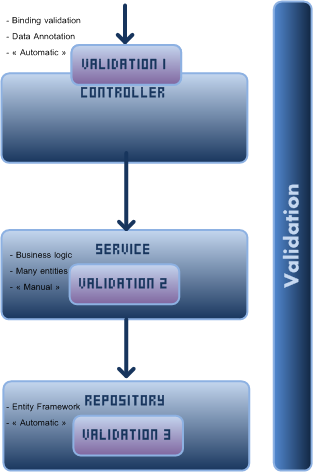 - Binding validation
- Data Annotation
- « Automatic »
VALIDATION 1
CONTROLLER
SERVICE
- Business logic
- Many entities
- « Manual »
VALIDATION 2
REPOSITORY
- Entity Framework
- « Automatic »
VALIDATION 3
Validation